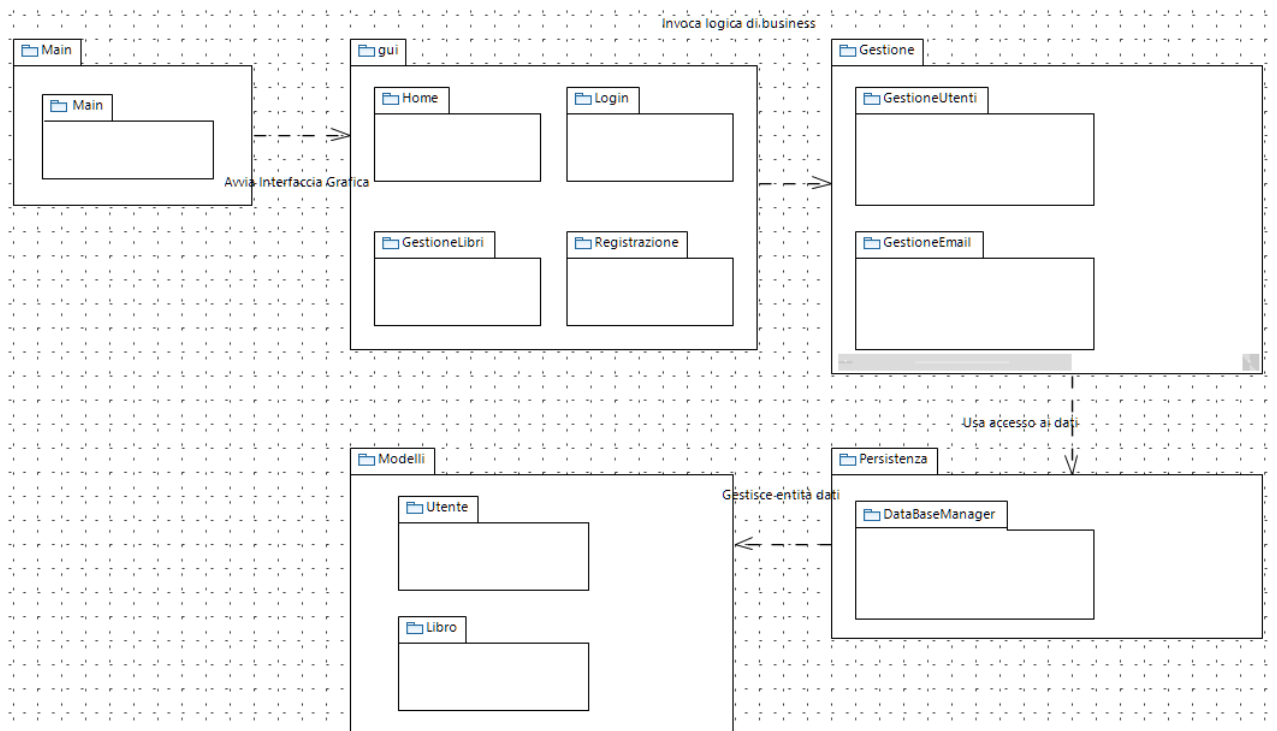 Invoca logica di business
Main
gui
Gestione
Main
Home
Login
GestioneUtenti
Avvia Interfaccia Grafica
GestioneLibri
Registrazione
GestioneEmail
Usa accesso ai dati
Modelli
Persistenza
Gestisce entità dati
Utente
DataBaseManager
Libro